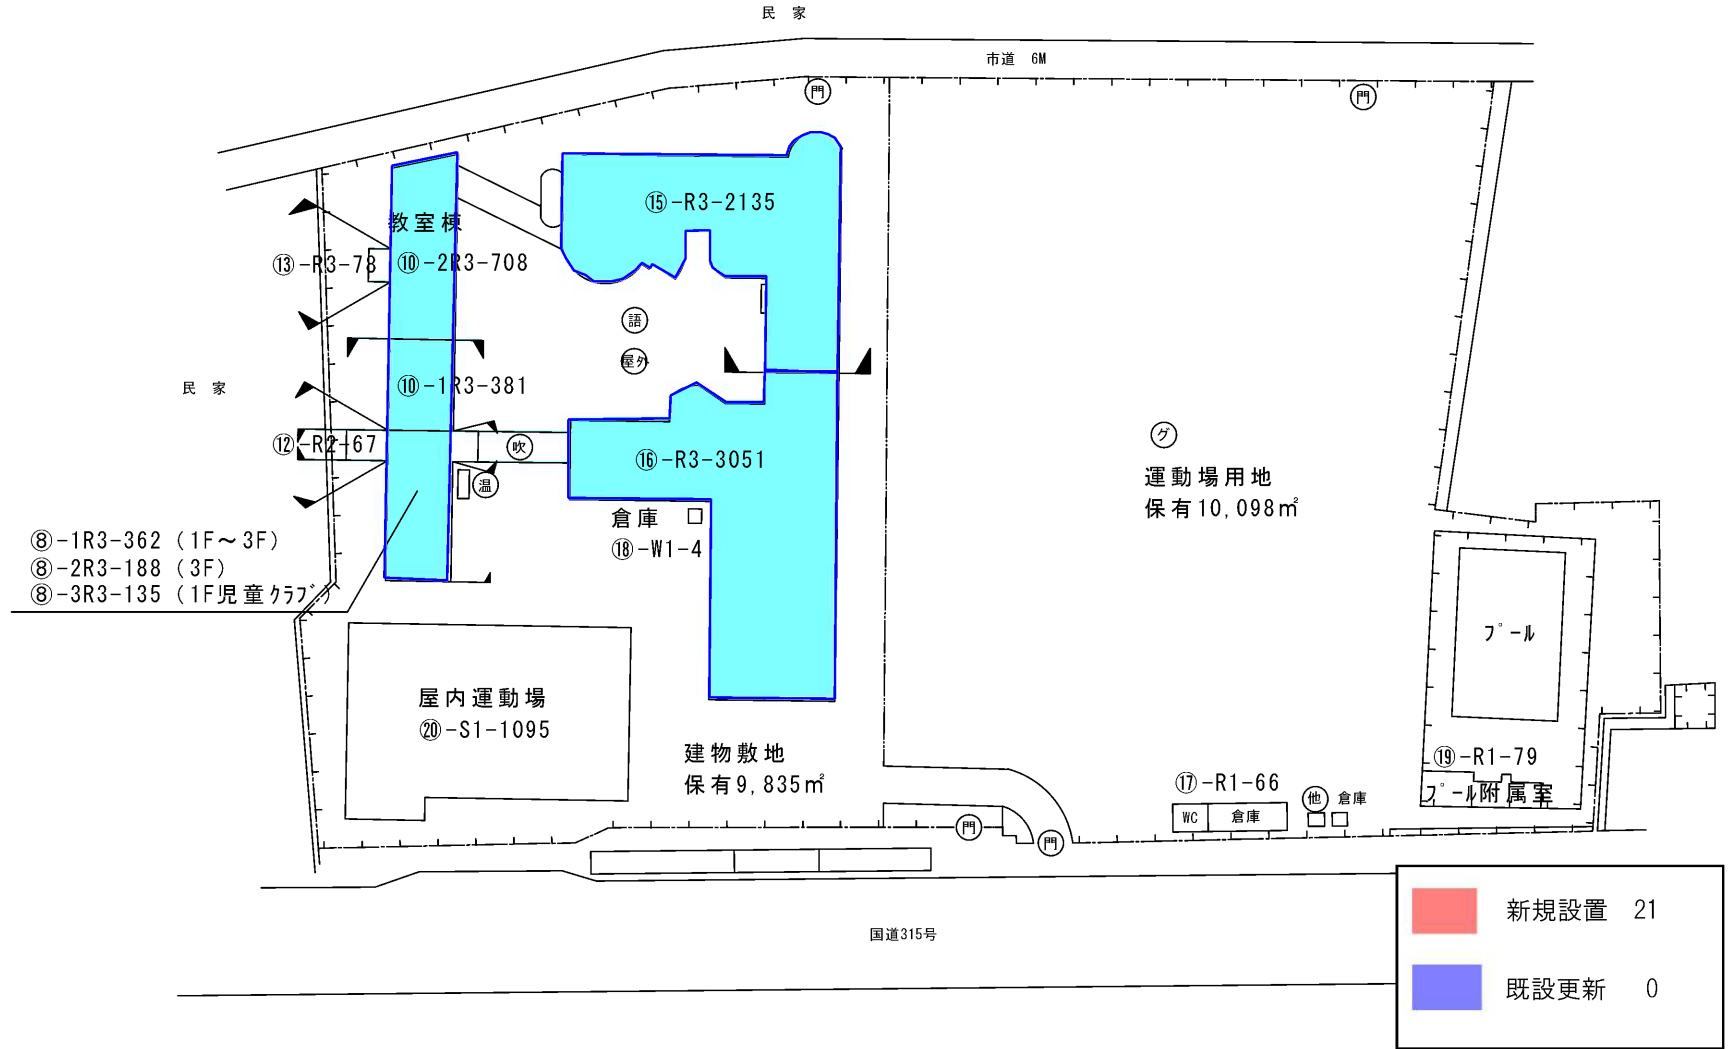 民 家
市道 6M
門
門
⑮-R3-2135
教室棟
⑬-R3-78
⑩-2R3-708
語
屋外
⑩-1R3-381
民 家
⑫-R2-67
吹
⑯-R3-3051
温
グ
運動場用地
保有10,098㎡
倉庫
⑱-W1-4
⑧-1R3-362 (1F~3F)
⑧-2R3-188 (3F)
⑧-3R3-135 (1F児童クラブ)
プール
屋内運動場
⑳-S1-1095
建物敷地
保有9,835㎡
⑲-R1-79
プール附属室
⑰-R1-66
他 倉庫
WC 倉庫
門
門
国道315号
新規設置 21
既設更新 0